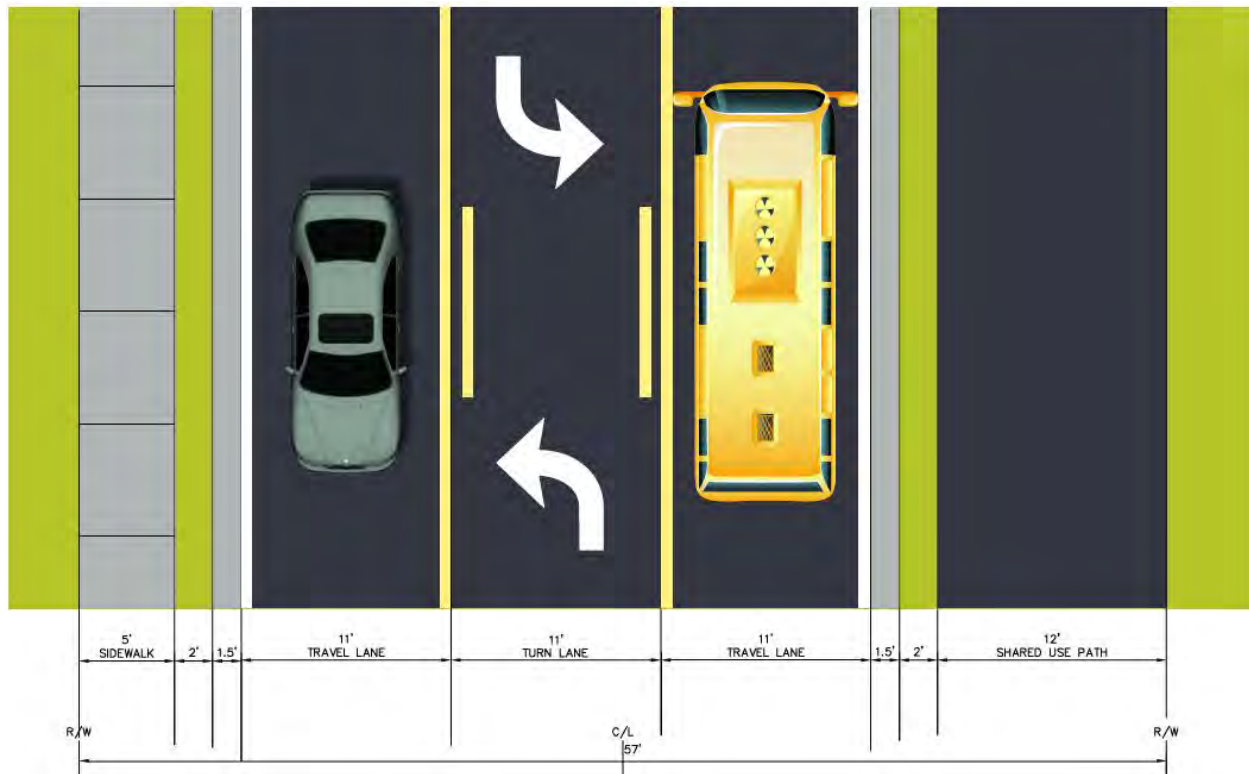 5'
SIDEWALK
2'
1.5'
11'
TRAVEL LANE
11'
TURN LANE
11'
TRAVEL LANE
1.5'
2'
12'
SHARED USE PATH
R/W
C/L
R/W
57'